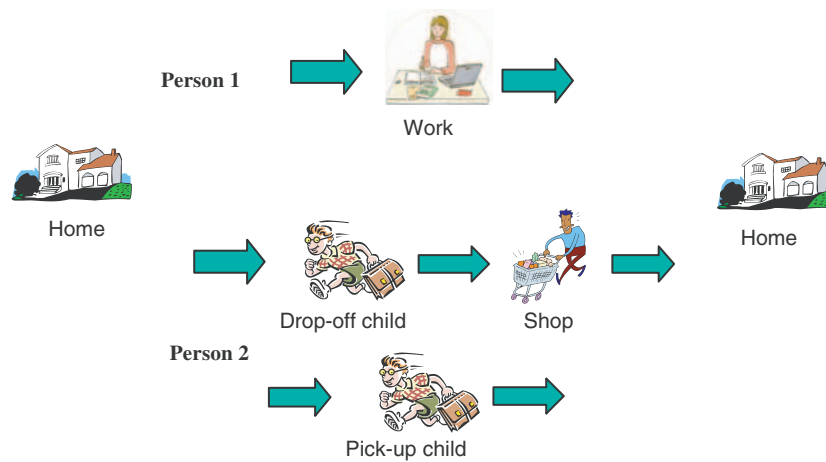 Person 1
Work
Home
Home
Drop-off child
Shop
Person 2
Pick-up child